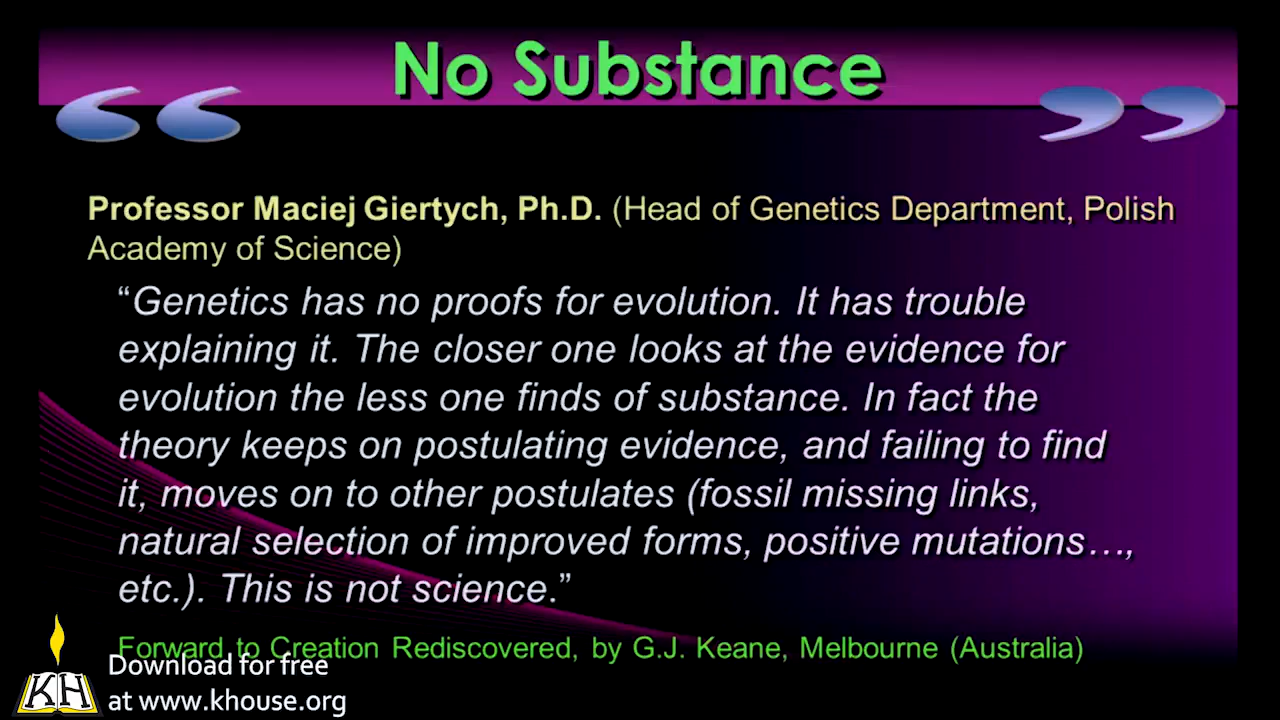 No Substance
Professor Maciej Giertych, Ph.D. (Head of Genetics Department, Polish
Academy of Science)
“Genetics has no proofs for evolution. It has trouble
explaining it. The closer one looks at the evidence for
evolution the less one finds of substance. In fact the
theory keeps on postulating evidence, and failing to find
it, moves on to other postulates (fossil missing links,
natural selection of improved forms, positive mutations…,
etc.). This is not science.”
Forward to Creation Rediscovered, by G.J. Keane, Melbourne (Australia)
KH
Download for free
at www.khouse.org